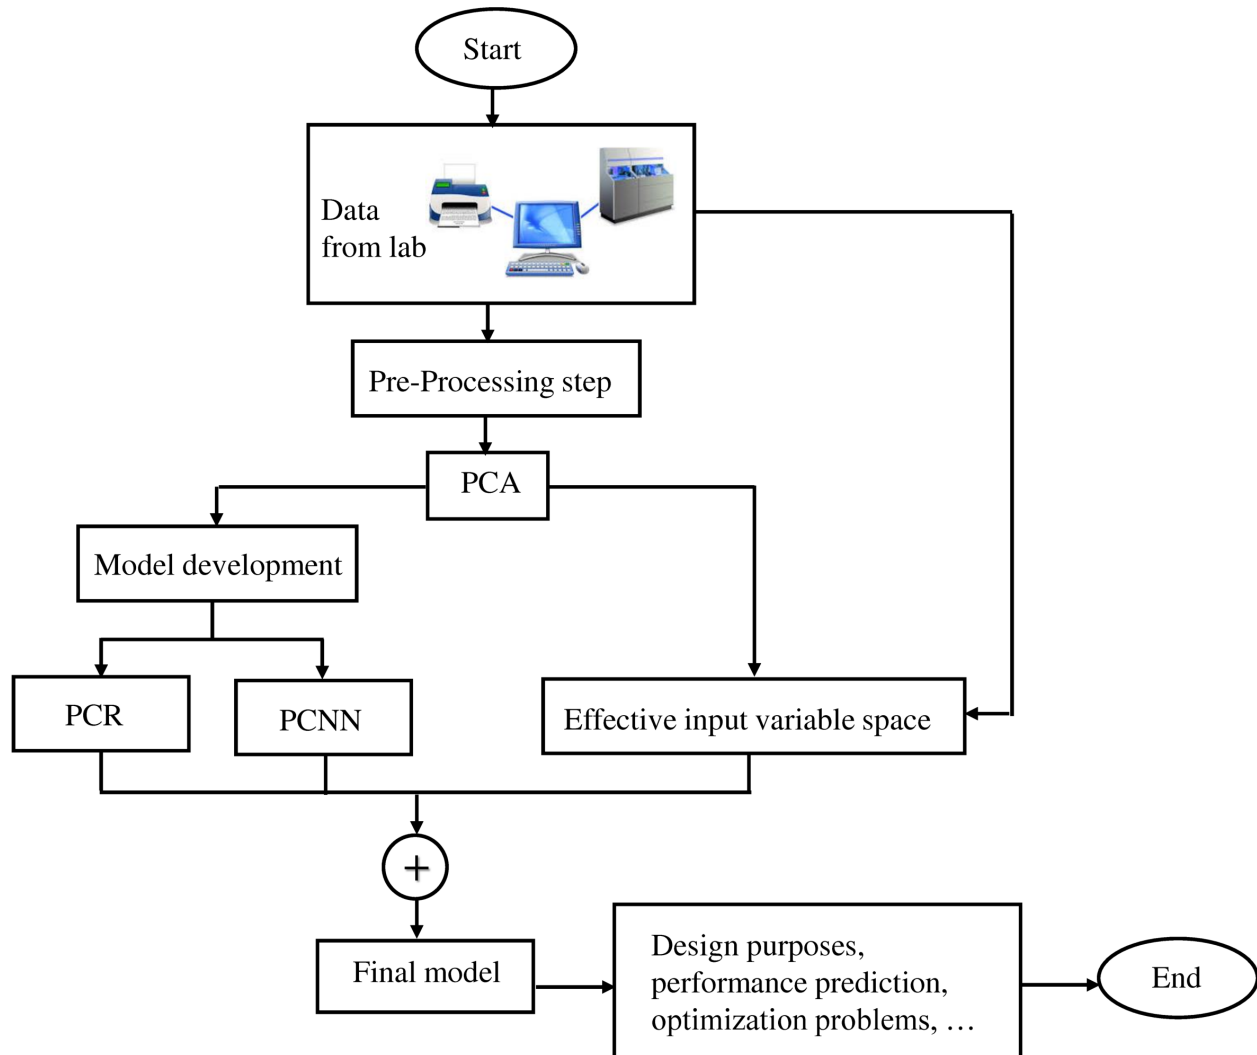 Start
Data
from lab
Pre-Processing step
PCA
Model development
PCR
PCNN
Effective input variable space
+
Final model
Design purposes,
performance prediction,
optimization problems, …
End